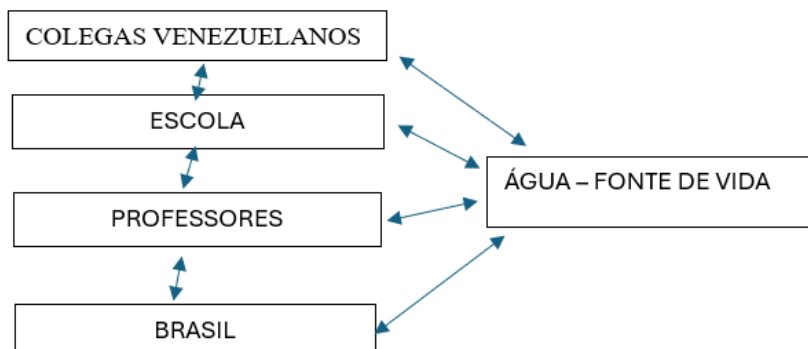 COLEGAS VENEZUELANOS
ESCOLA
ÁGUA – FONTE DE VIDA
PROFESSORES
BRASIL